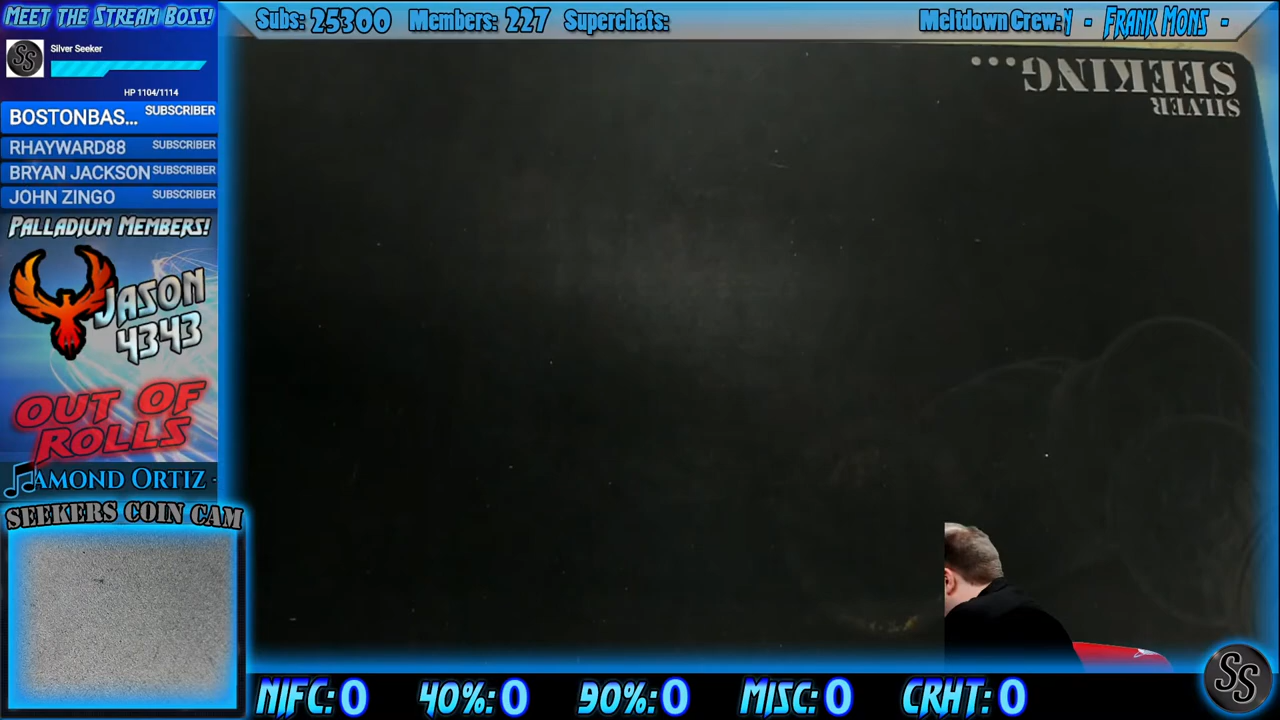 MEET THE STREAM BOSS!
Subs: 25300 Members: 227 Superchats:
Meltdown Crew: - FRANK MONS -
SS
Silver Seeker
HP 1104/1114
BOSTONBAS... SUBSCRIBER
RHAYWARD88 SUBSCRIBER
BRYAN JACKSON SUBSCRIBER
JOHN ZINGO SUBSCRIBER
SILVER
SEEKING...
PALLADIUM MEMBERS!
JASON
4343
OUT OF
ROLLS
AMOND ORTIZ -
SEEKERS COIN CAM
NIFC: 0 40%: 0 90%: 0 MISC: 0 CRHT: 0
SS